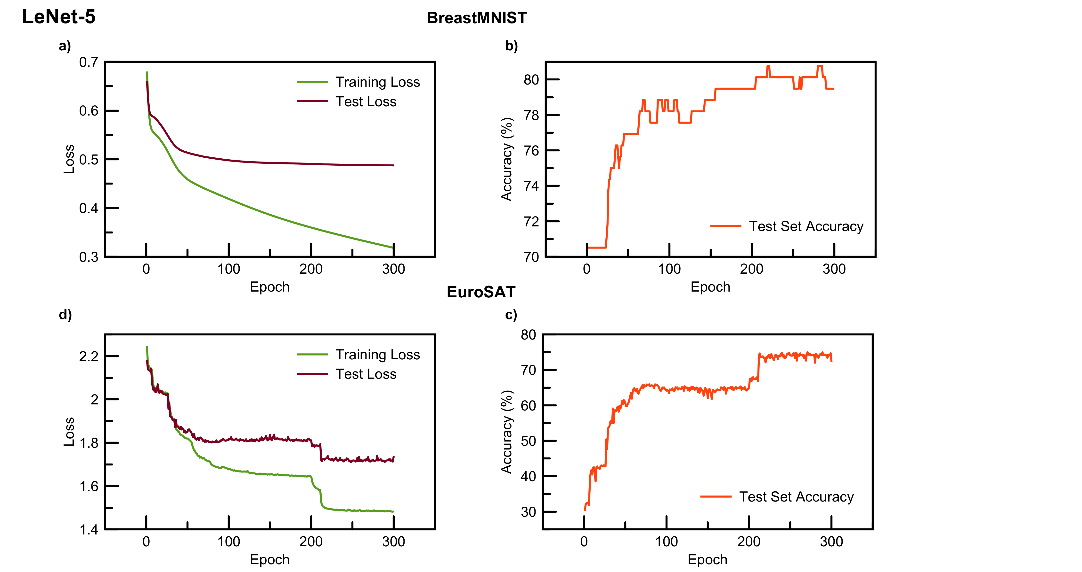 LeNet-5
BreastMNIST
a)
b)
0.7
0.6
0.5
0.4
0.3
Loss
Training Loss
Test Loss
0
100
200
300
Epoch
80
78
76
74
72
70
Accuracy (%)
Test Set Accuracy
0
100
200
300
Epoch
EuroSAT
d)
c)
2.2
2
1.8
1.6
1.4
Loss
Training Loss
Test Loss
0
100
200
300
Epoch
80
70
60
50
40
30
Accuracy (%)
Test Set Accuracy
0
100
200
300
Epoch